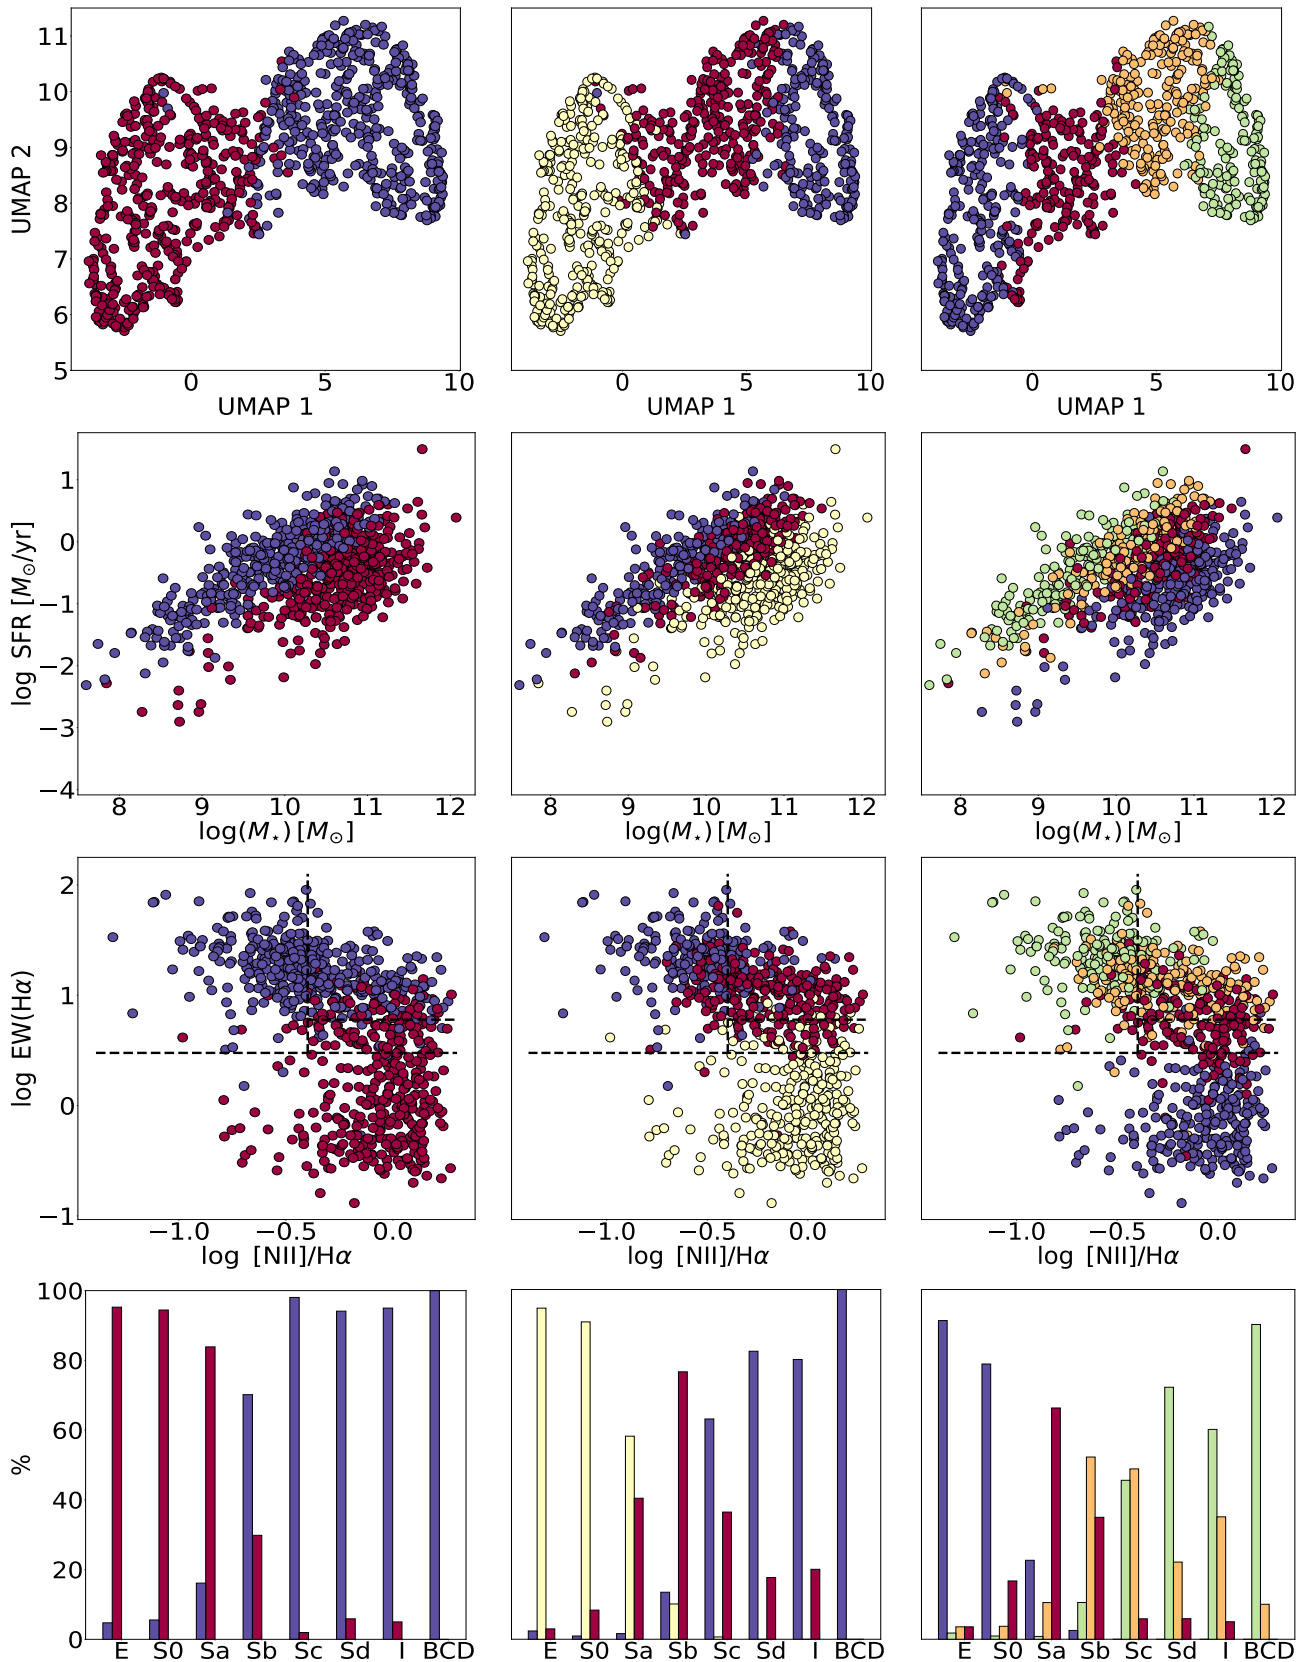 11
10
9
8
7
6
5
UMAP 2
0 5 10
UMAP 1
0 5 10
UMAP 1
0 5 10
UMAP 1
1
0
−1
−2
−3
−4
log SFR [M⊙/yr]
8 9 10 11 12
log(M⋆) [M⊙]
8 9 10 11 12
log(M⋆) [M⊙]
8 9 10 11 12
log(M⋆) [M⊙]
2
1
0
−1
log EW(Hα)
−1.0 −0.5 0.0
log [NII]/Hα
−1.0 −0.5 0.0
log [NII]/Hα
−1.0 −0.5 0.0
log [NII]/Hα
100
80
60
40
20
0
%
E S0 Sa Sb Sc Sd I BCD
E S0 Sa Sb Sc Sd I BCD
E S0 Sa Sb Sc Sd I BCD